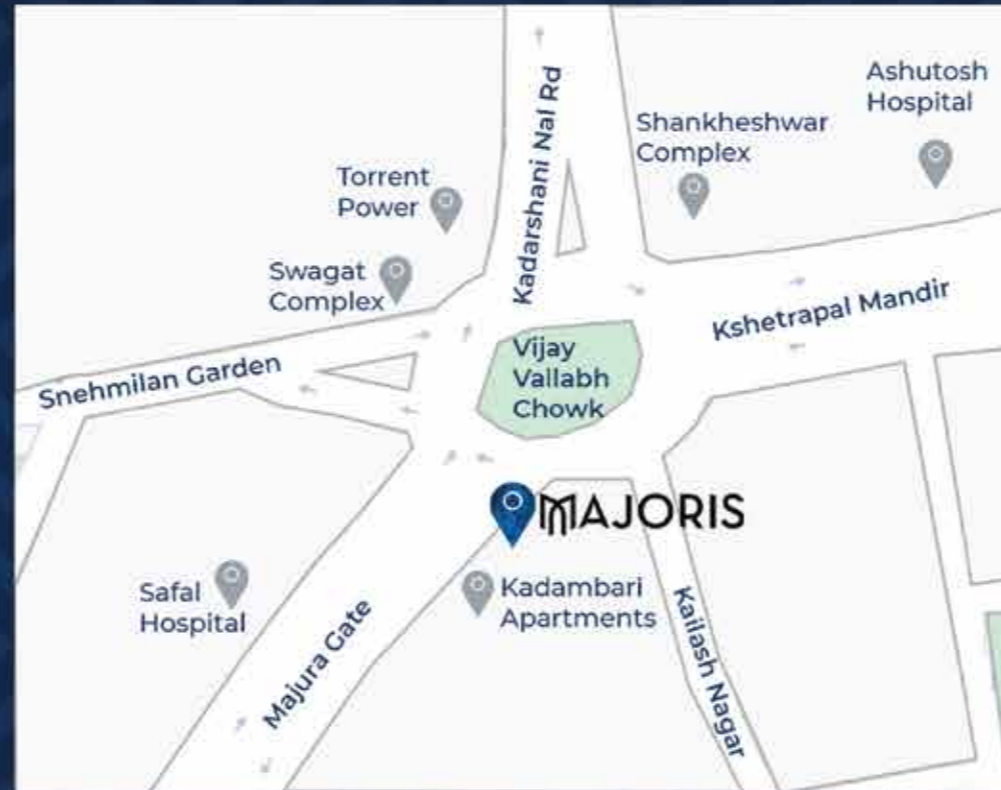 Ashutosh
Hospital
Shankheshwar
Complex
Kadarshani Nal Rd
Torrent
Power
Swagat
Complex
Kshetrapal Mandir
Vijay
Vallabh
Chowk
Snehmilan Garden
MAJORIS
Safal
Hospital
Kadambari
Apartments
Majura Gate
Kailash Nagar